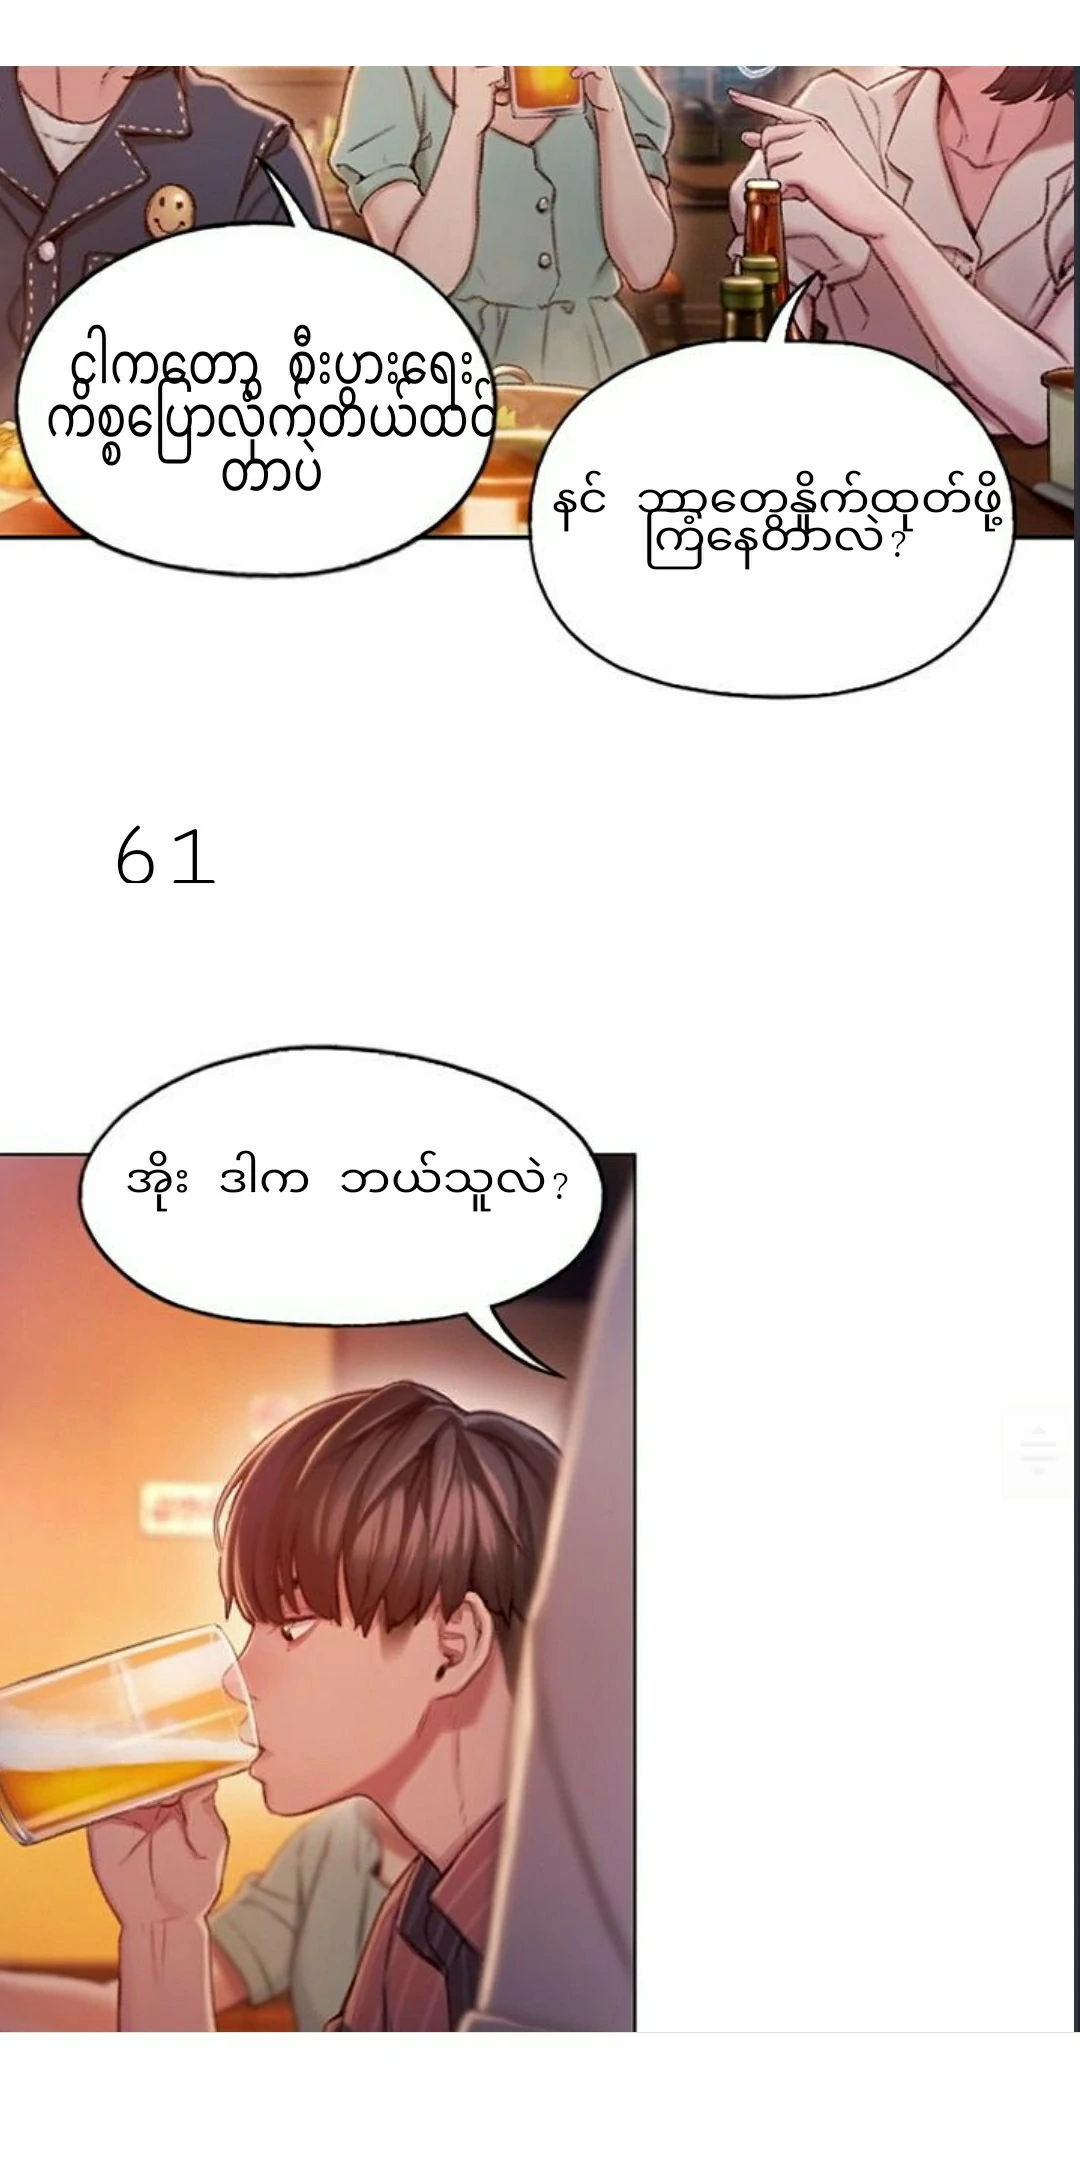 ငါကတော့ စီးပွားရေး
ကိစ္စပြောလိုက်တယ်ထင်
တာပဲ
နင် ဘာတွေနှိုက်ထုတ်ဖို့
ကြံနေတာလဲ?
61
အိုး ဒါက ဘယ်သူလဲ?